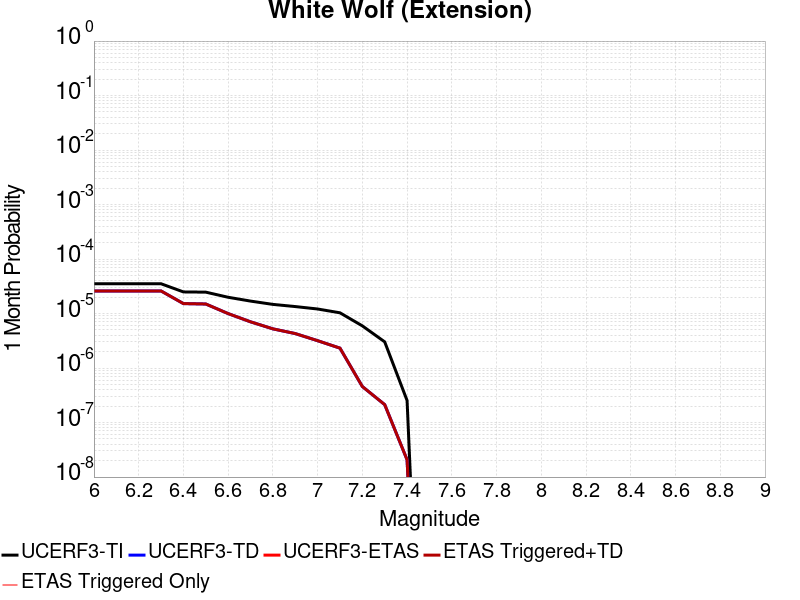 White Wolf (Extension)
10^0
10^-1
10^-2
10^-3
10^-4
10^-5
10^-6
10^-7
10^-8
1 Month Probability
6 6.2 6.4 6.6 6.8 7 7.2 7.4 7.6 7.8 8 8.2 8.4 8.6 8.8 9
Magnitude
UCERF3-TI UCERF3-TD UCERF3-ETAS ETAS Triggered+TD
ETAS Triggered Only